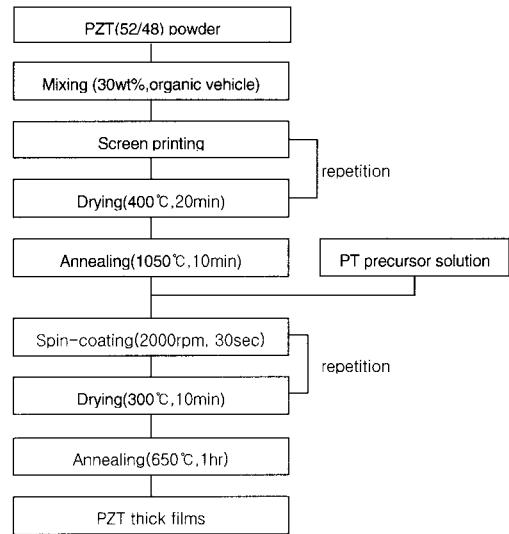 PZT(52/48) powder
Mixing (30wt%,organic vehicle)
Screen printing
repetition
Drying(400℃,20min)
Annealing(1050℃,10min)
PT precursor solution
Spin-coating(2000rpm, 30sec)
repetition
Drying(300℃,10min)
Annealing(650℃,1hr)
PZT thick films